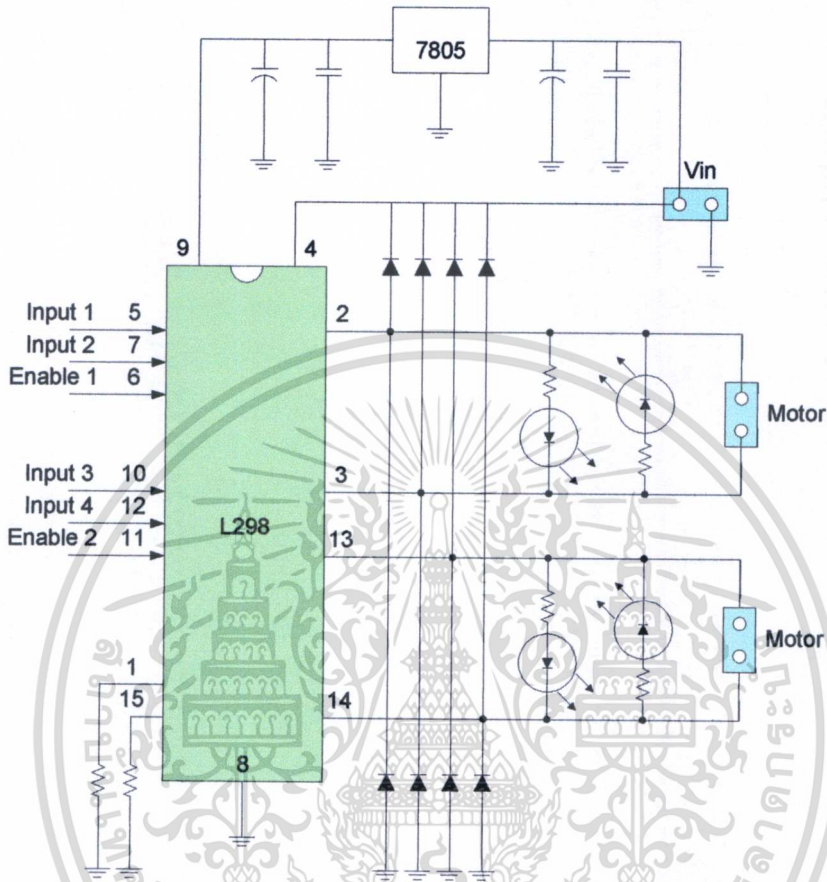 7805
Vin
9
4
Input 1 5
2
Input 2 7
Enable 1 6
Motor
Input 3 10
3
Input 4 12
L298
Enable 2 11
13
Motor
1
15
14
8